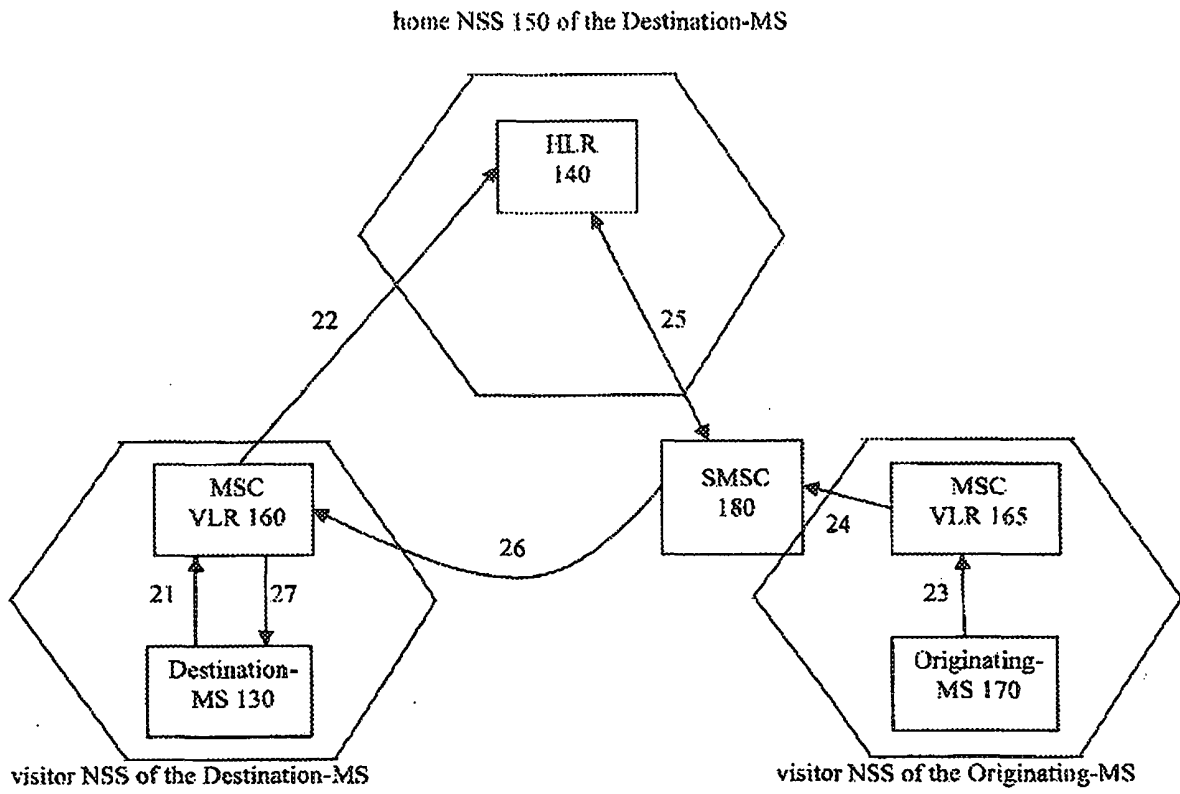 home NSS 150 of the Destination-MS
HLR
140
22
25
MSC
VLR 160
SMSC
180
MSC
VLR 165
24
26
21
27
23
Destination-
MS 130
Originating-
MS 170
visitor NSS of the Destination-MS
visitor NSS of the Originating-MS